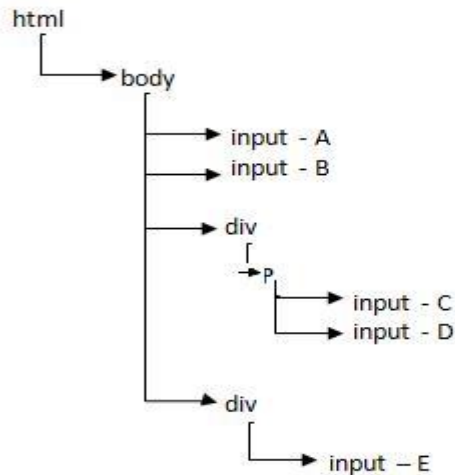 html
body
input - A
input - B
div
P
input - C
input - D
div
input – E